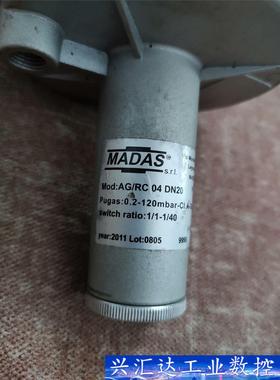 MADAS®
s.r.l.
Mod:AG/RC 04 DN20
Pugas:0,2-120mbar-Cl.A
switch ratio:1/1-1/40
year:2011 Lot:0805
兴汇达工业数控